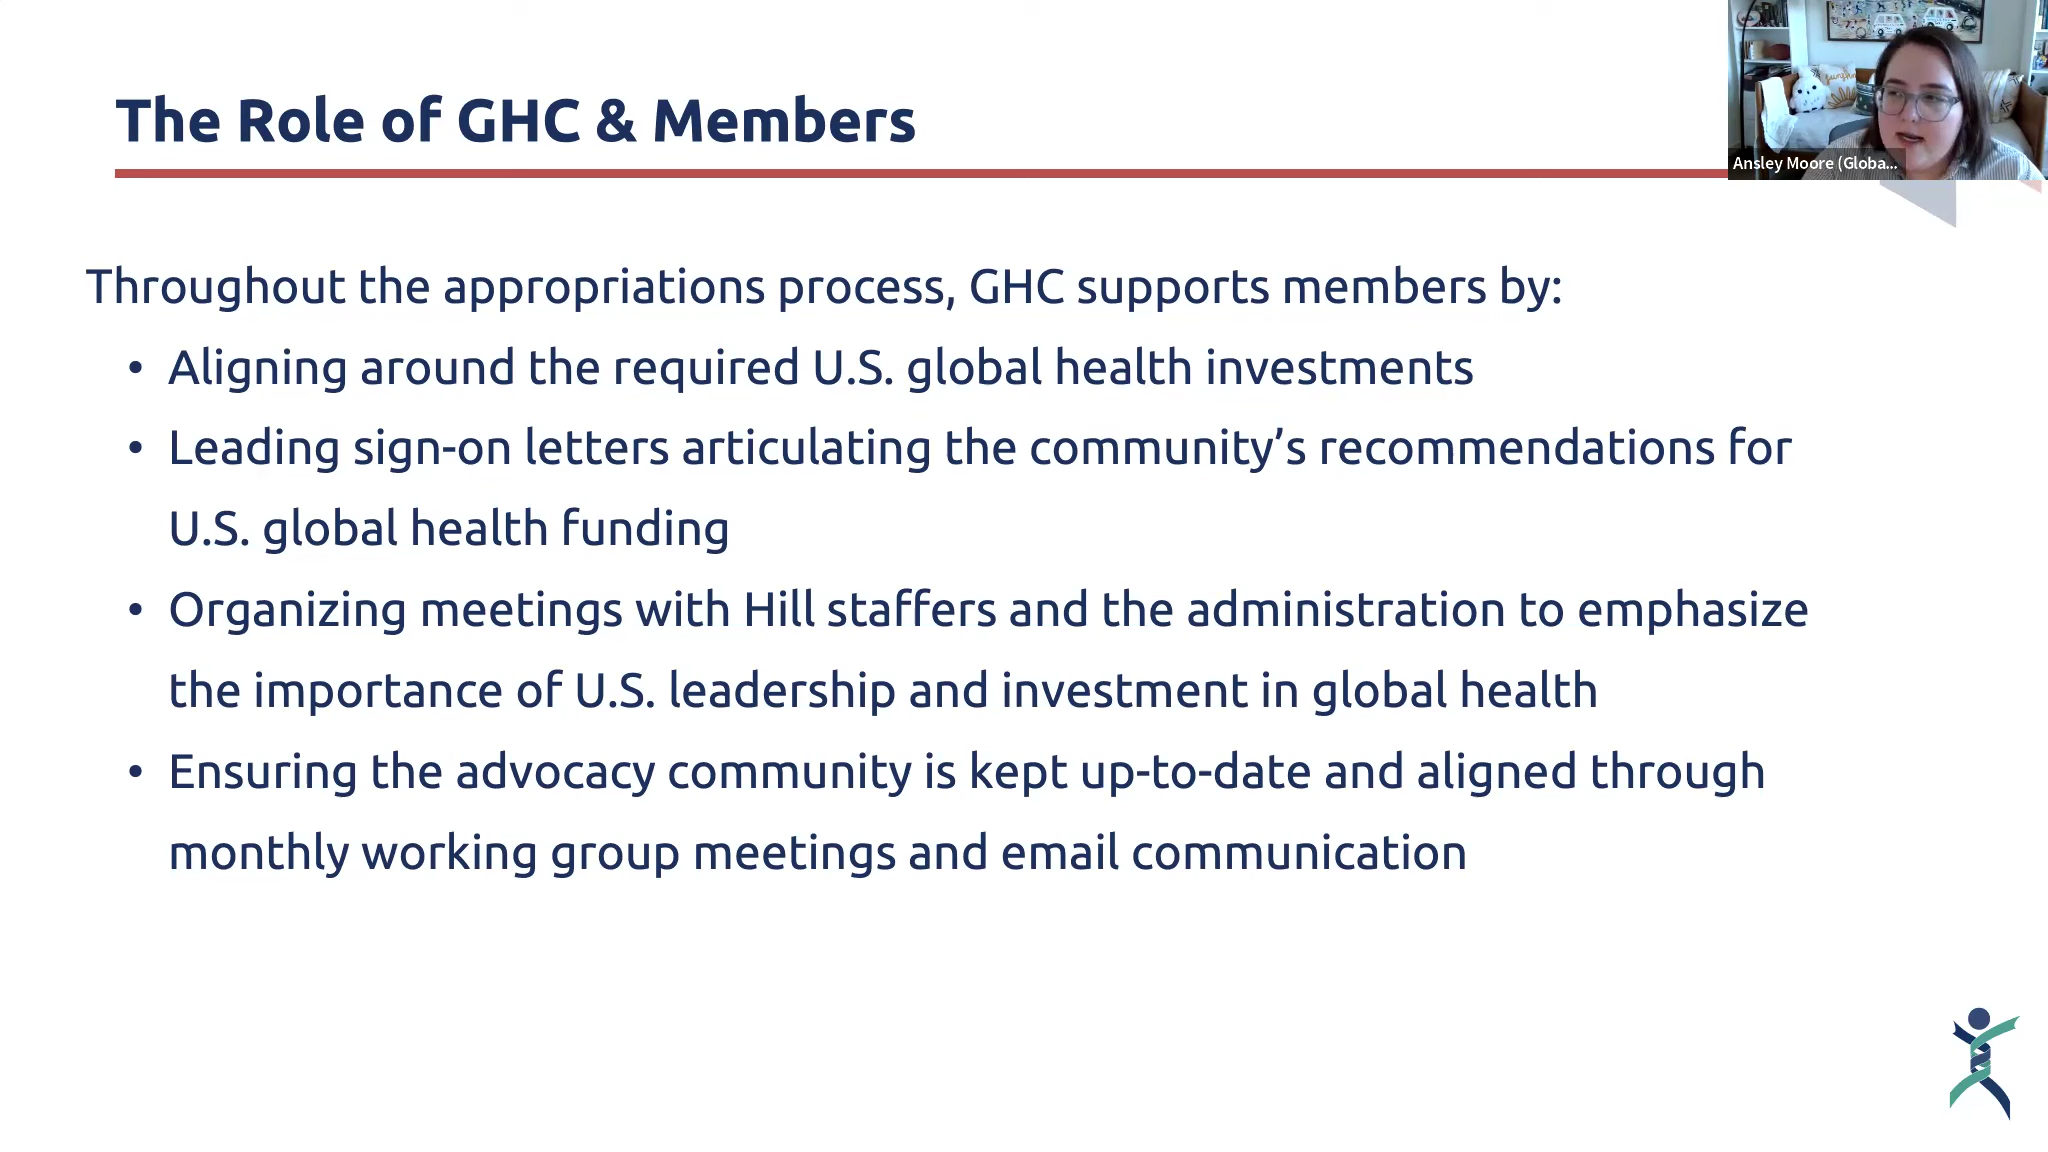 The Role of GHC & Members
Ansley Moore (Globa...
Throughout the appropriations process, GHC supports members by:
• Aligning around the required U.S. global health investments
• Leading sign-on letters articulating the community’s recommendations for
U.S. global health funding
• Organizing meetings with Hill staffers and the administration to emphasize
the importance of U.S. leadership and investment in global health
• Ensuring the advocacy community is kept up-to-date and aligned through
monthly working group meetings and email communication